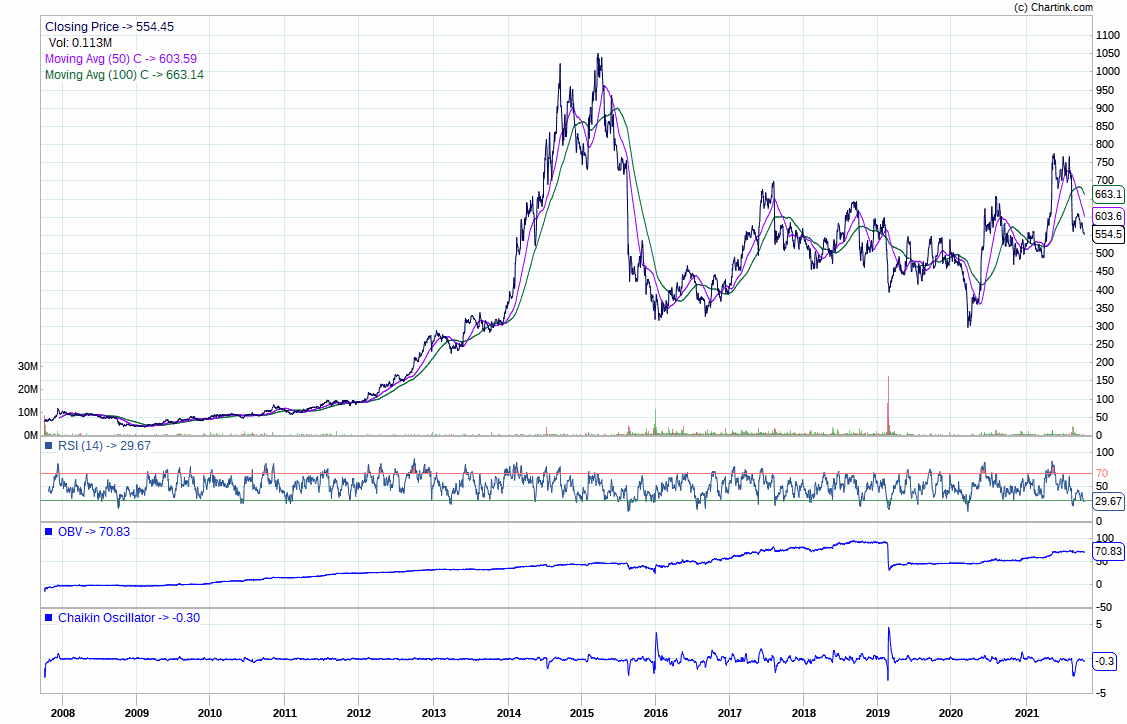 (c) Chartink.com
Closing Price -> 554.45
Vol: 0.113M
Moving Avg (50) C -> 603.59
Moving Avg (100) C -> 663.14
1100
1050
1000
950
900
850
800
750
700
663.1
603.6
554.5
500
450
400
350
300
250
200
150
100
50
0
30M
20M
10M
0M
RSI (14) -> 29.67
100
70
50
29.67
0
OBV -> 70.83
100
70.83
50
0
-50
Chaikin Oscillator -> -0.30
5
-0.3
-5
2008 2009 2010 2011 2012 2013 2014 2015 2016 2017 2018 2019 2020 2021